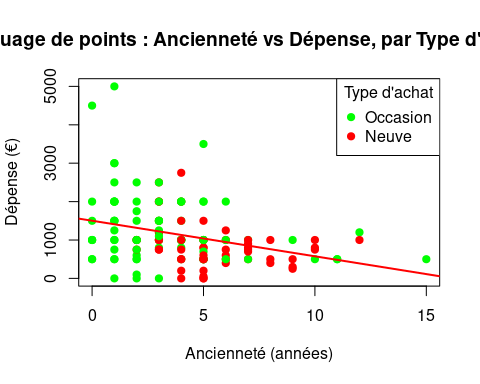 uage de points : Ancienneté vs Dépense, par Type d'
Type d'achat
Occasion
Neuve
Dépense (€)
5000
3000
1000
0
0
5
10
15
Ancienneté (années)